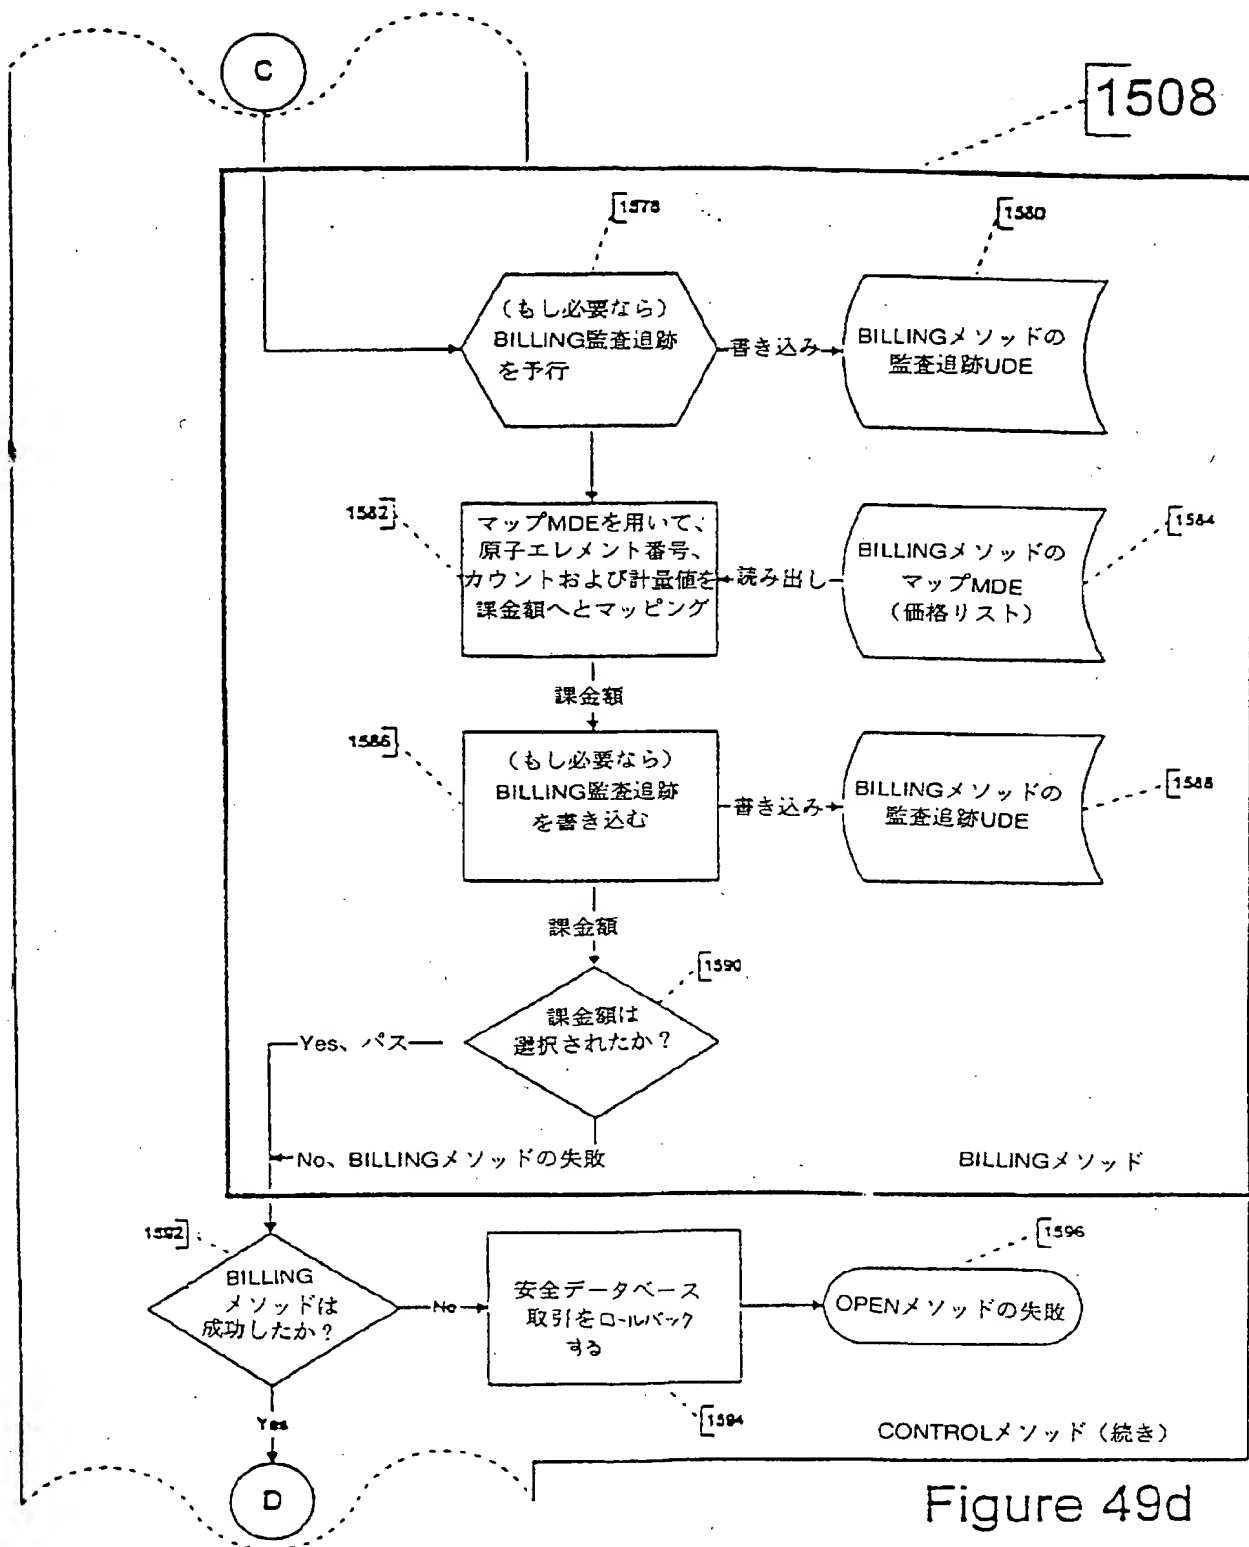 C
1508
1578
1580
(もし必要なら)
BILLING監査追跡
を予行
書き込み
BILLINGメソッドの
監査追跡UDE
1582
マップMDEを用いて、
原子エレメント番号、
カウントおよび計量値を
課金額へとマッピング
読み出し
BILLINGメソッドの
マップMDE
(価格リスト)
1584
課金額
1586
(もし必要なら)
BILLING監査追跡
を書き込む
書き込み
BILLINGメソッドの
監査追跡UDE
1588
課金額
1590
課金額は
選択されたか?
Yes、パス
No、BILLINGメソッドの失敗
BILLINGメソッド
1592
BILLING
メソッドは
成功したか?
No
安全データベース
取引をロールバック
する
1594
1596
OPENメソッドの失敗
Yes
D
CONTROLメソッド(続き)
Figure 49d